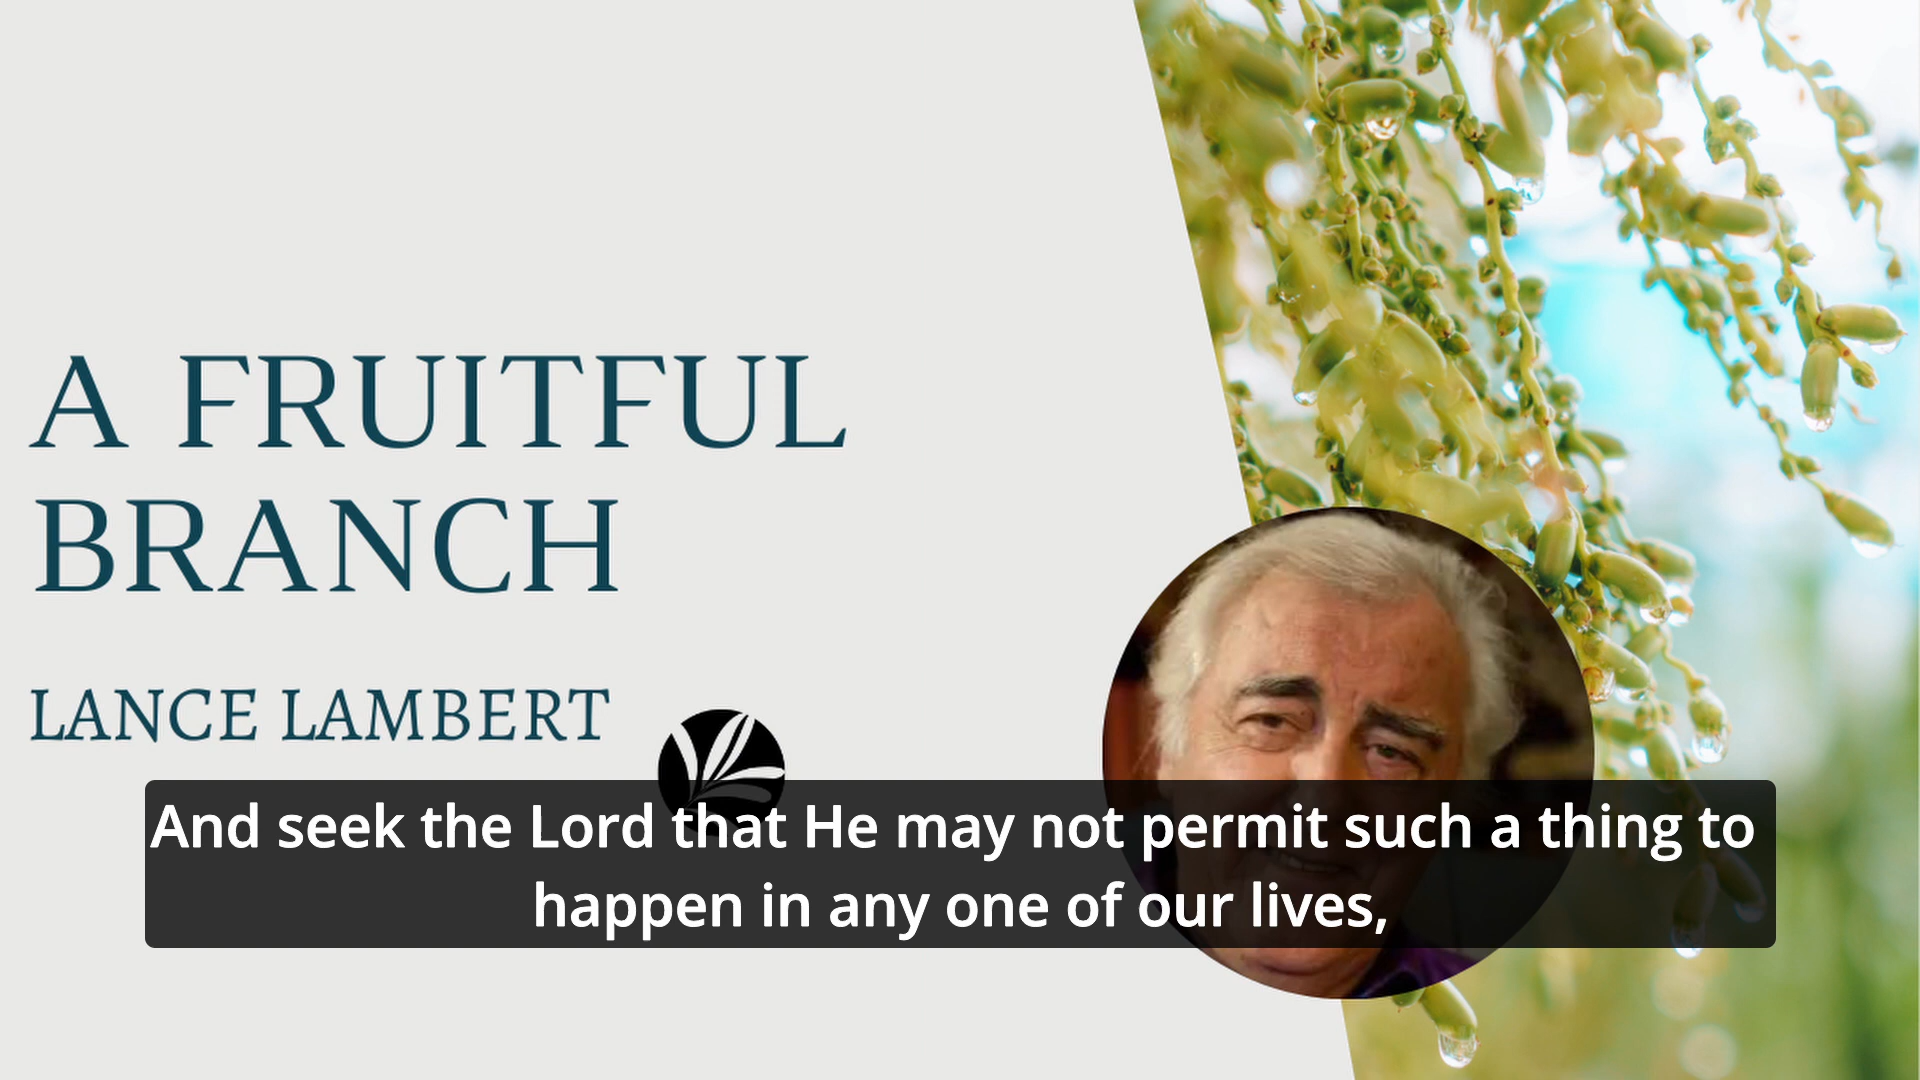 A FRUITFUL
BRANCH
LANCE LAMBERT
And seek the Lord that He may not permit such a thing to
happen in any one of our lives,